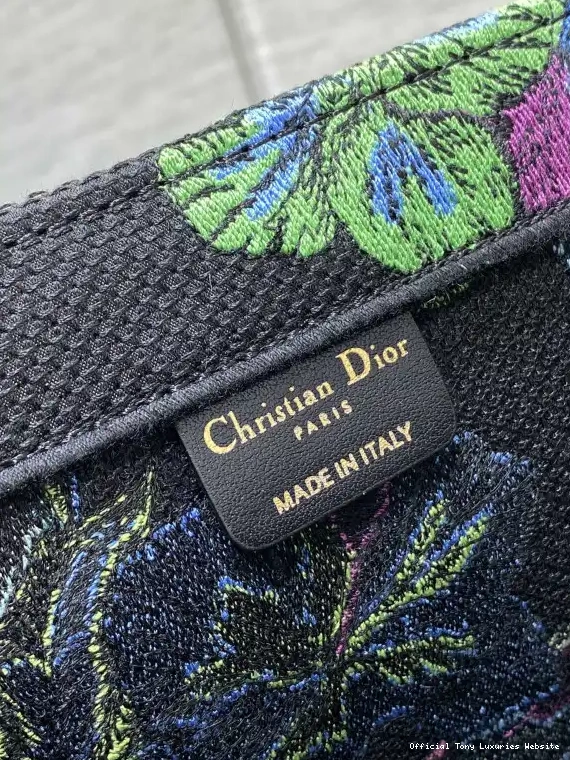 Christian Dior
PARIS
MADE IN ITALY
Official Tony Luxuries Website